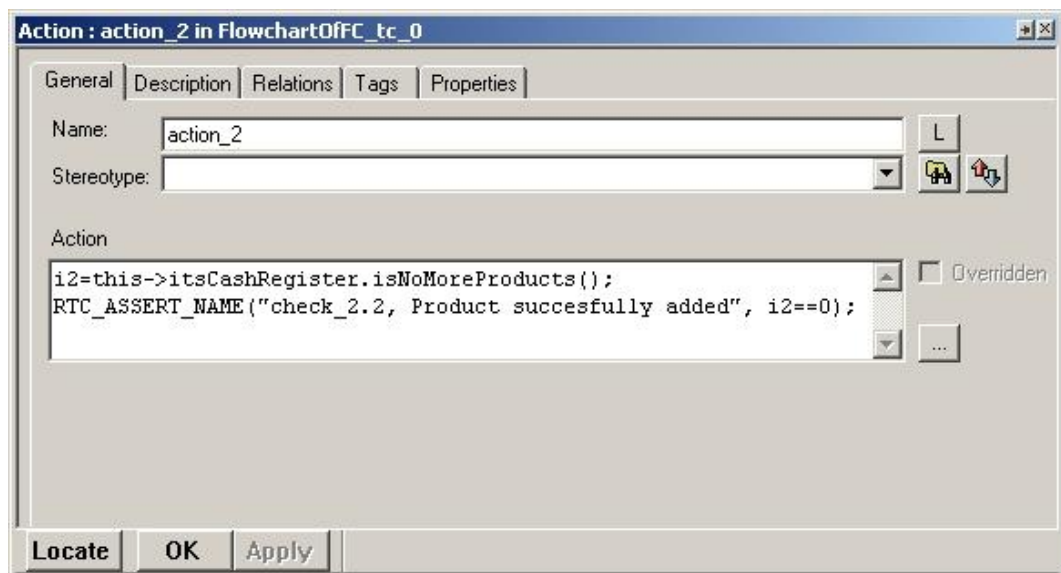 Action : action_2 in FlowchartOfFC_tc_0
General Description Relations Tags Properties
Name: action_2 L
Stereotype:
Action
i2=this->itsCashRegister.isNoMoreProducts();
RTC_ASSERT_NAME("check_2.2, Product succesfully added", i2==0);
Overridden
...
Locate OK Apply